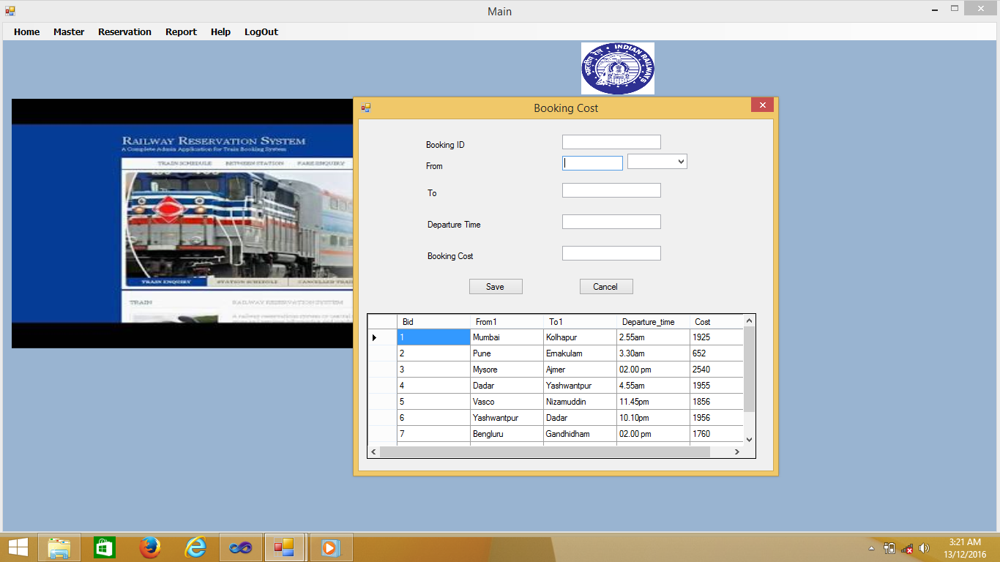 Main
Home Master Reservation Report Help LogOut
INDIAN RAILWAYS
भारतीय रेल
Booking Cost
RAILWAY RESERVATION SYSTEM
A Complete Admin Application for Train Booking System
TRAIN SCHEDULE BETWEEN STATION FARE ENQUIRY
TRAIN ENQUIRY STATION SCHEDULE CANCELLED
TRAIN RAILWAY RESERVATION SYSTEM
Booking ID
From
To
Departure Time
Booking Cost
Save Cancel
Bid From1 To1 Departure_time Cost
1 Mumbai Kolhapur 2.55am 1925
2 Pune Ernakulam 3.30am 652
3 Mysore Ajmer 02.00 pm 2540
4 Dadar Yashwantpur 4.55am 1955
5 Vasco Nizamuddin 11.45pm 1856
6 Yashwantpur Dadar 10.10pm 1956
7 Bengluru Gandhidham 02.00 pm 1760
3:21 AM
13/12/2016